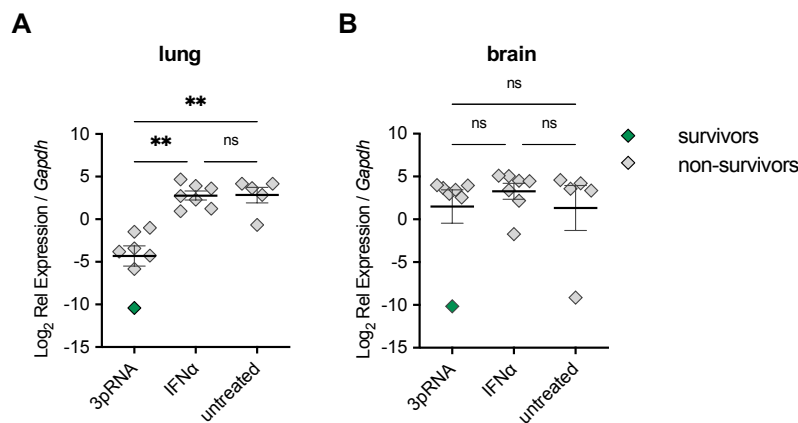 A
B
lung
brain
**
** ns
ns
ns ns
survivors
non-survivors
Log2 Rel Expression / Gapdh
10
5
0
-5
-10
-15
3pRNA
IFNα
untreated
Log2 Rel Expression / Gapdh
10
5
0
-5
-10
-15
3pRNA
IFNα
untreated